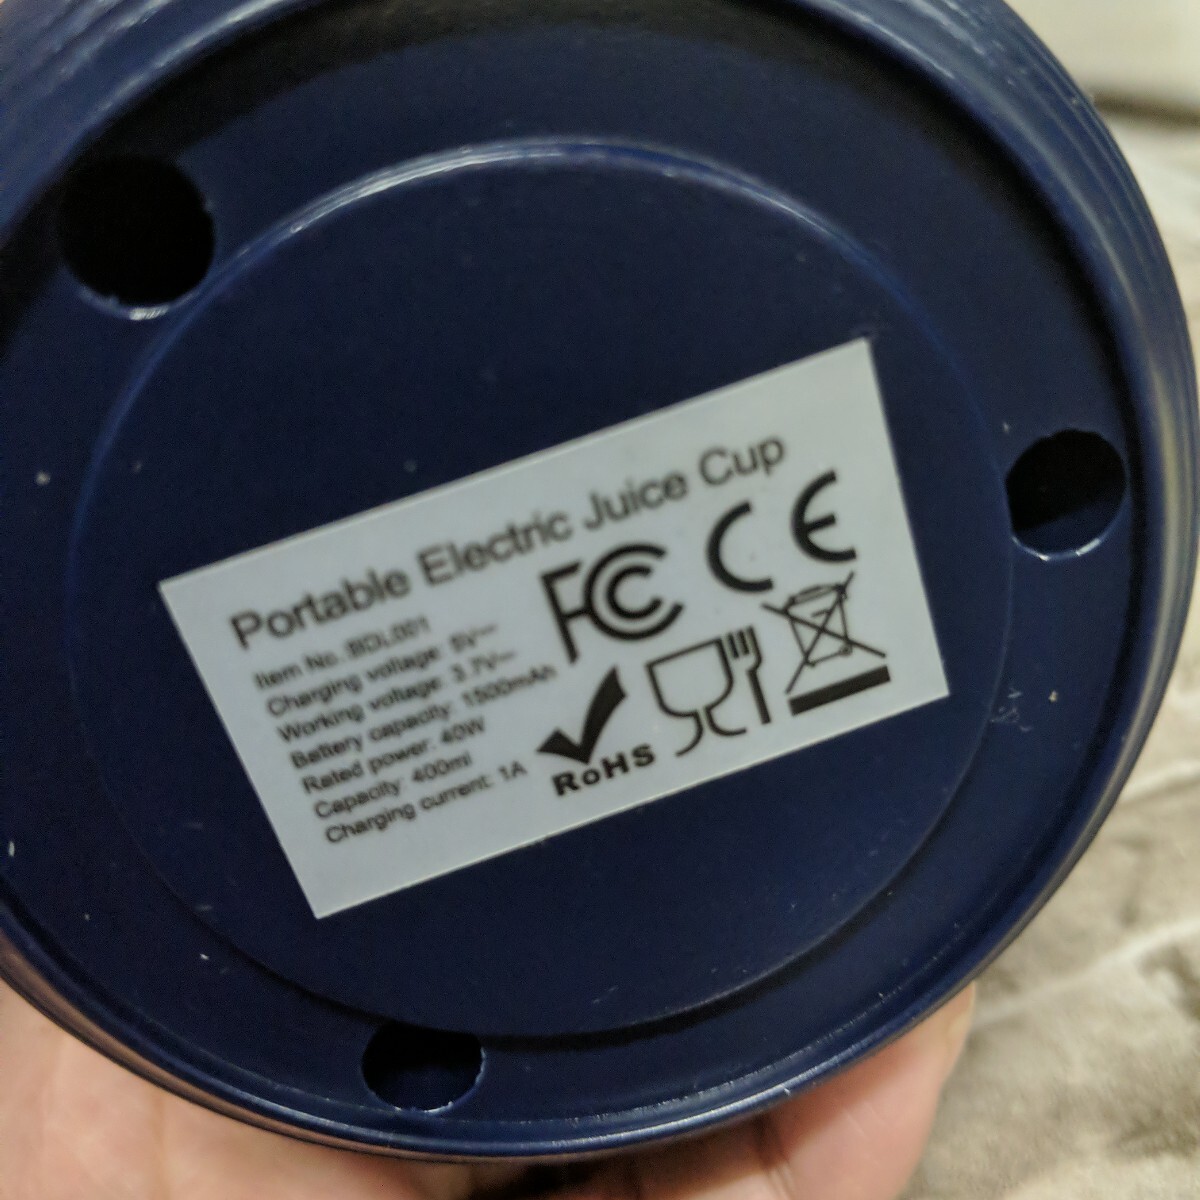 Portable Electric Juice Cup
Item No.:BDL001
Charging voltage: 5V⎓
Working voltage: 3.7V⎓
Battery capacity: 1500mAh
Rated power: 40W
Capacity: 400ml
Charging current: 1A
FC CE
RoHS